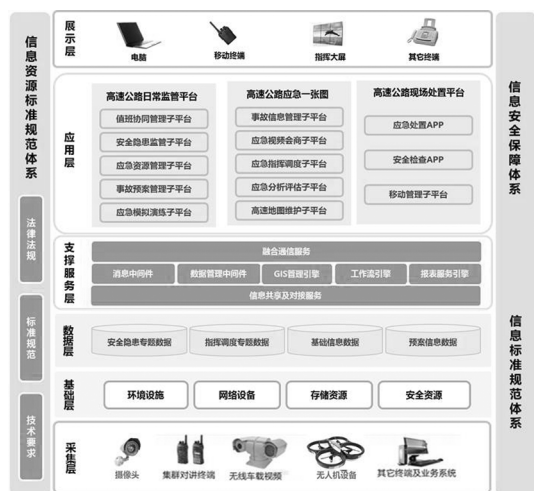 信息资源标准规范体系
法律法规
标准规范
技术要求
展示层
电脑
移动终端
指挥大屏
其它终端
应用层
高速公路日常监管平台
值班协同管理子平台
安全隐患监管子平台
应急资源管理子平台
事故预案管理子平台
应急模拟演练子平台
高速公路应急一张图
事故信息管理子平台
应急视频会商子平台
应急指挥调度子平台
应急分析评估子平台
高速地图维护子平台
高速公路现场处置平台
应急处置APP
安全检查APP
移动管理子平台
支撑服务层
融合通信服务
消息中间件
数据管理中间件
GIS管理引擎
工作流引擎
报表服务引擎
信息共享及对接服务
数据层
安全隐患专题数据
指挥调度专题数据
基础信息数据
预案信息数据
基础层
环境设施
网络设备
存储资源
安全资源
采集层
摄像头
集群对讲终端
无线车载视频
无人机设备
其它终端及业务系统
信息安全保障体系
信息标准规范体系